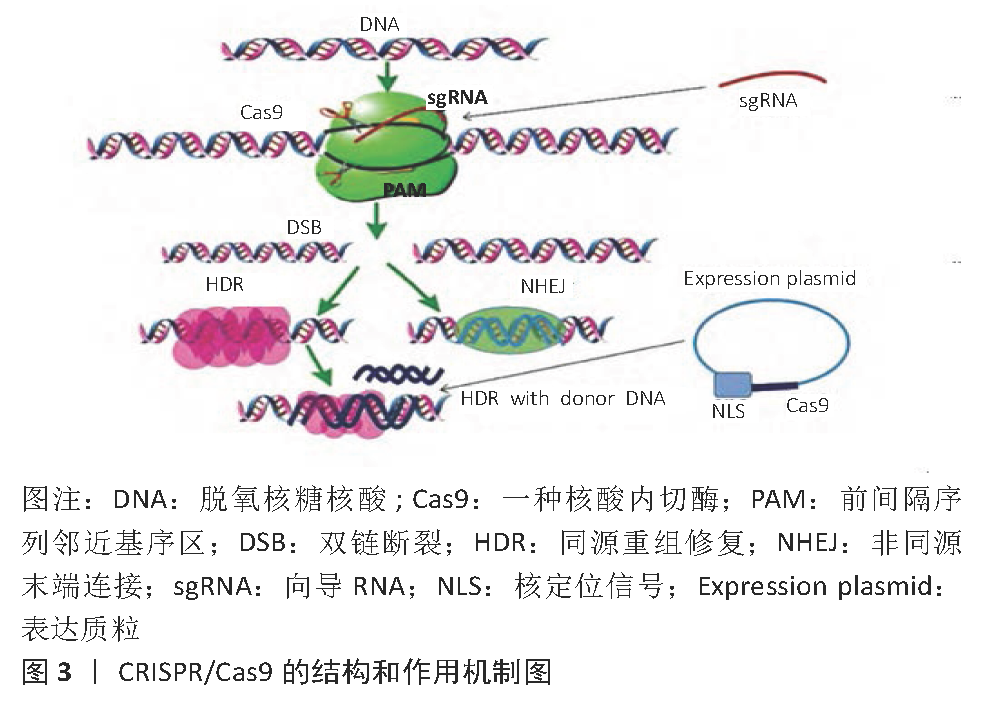 DNA
sgRNA
sgRNA
Cas9
PAM
DSB
HDR
NHEJ
Expression plasmid
HDR with donor DNA
NLS
Cas9
图注：DNA：脱氧核糖核酸；Cas9：一种核酸内切酶；PAM：前间隔序
列邻近基序区；DSB：双链断裂；HDR：同源重组修复；NHEJ：非同源
末端连接；sgRNA：向导RNA；NLS：核定位信号；Expression plasmid：
表达质粒
图 3 | CRISPR/Cas9 的结构和作用机制图